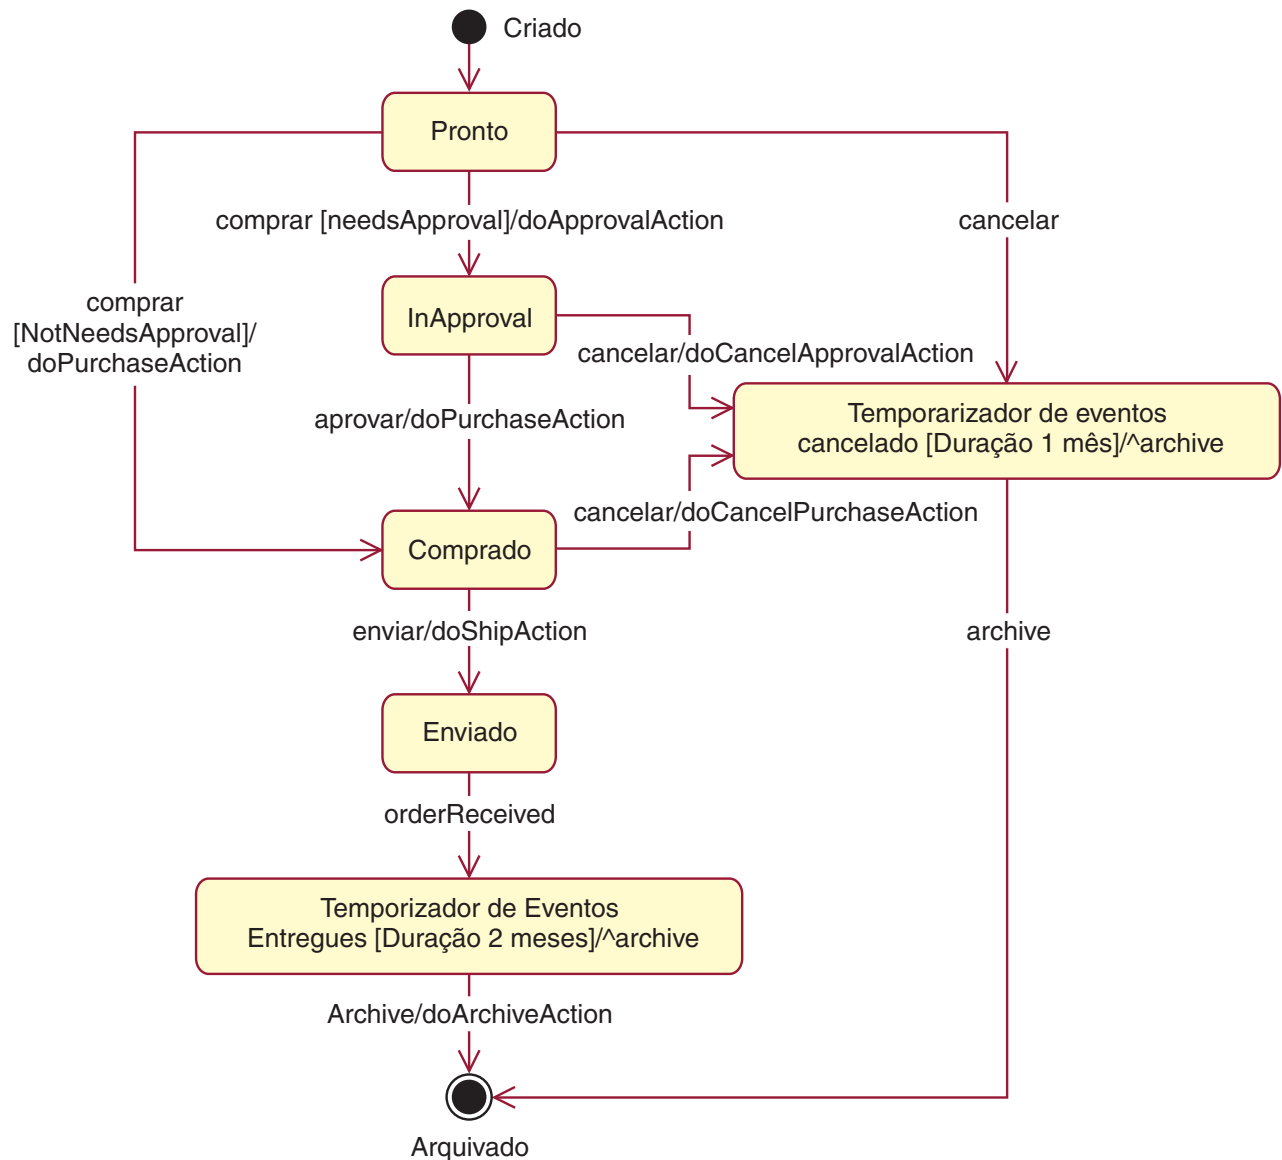 Criado
Pronto
comprar [needsApproval]/doApprovalAction
cancelar
comprar
[NotNeedsApproval]/
doPurchaseAction
InApproval
cancelar/doCancelApprovalAction
Temporarizador de eventos
cancelado [Duração 1 mês]/^archive
aprovar/doPurchaseAction
cancelar/doCancelPurchaseAction
Comprado
enviar/doShipAction
archive
Enviado
orderReceived
Temporizador de Eventos
Entregues [Duração 2 meses]/^archive
Archive/doArchiveAction
Arquivado